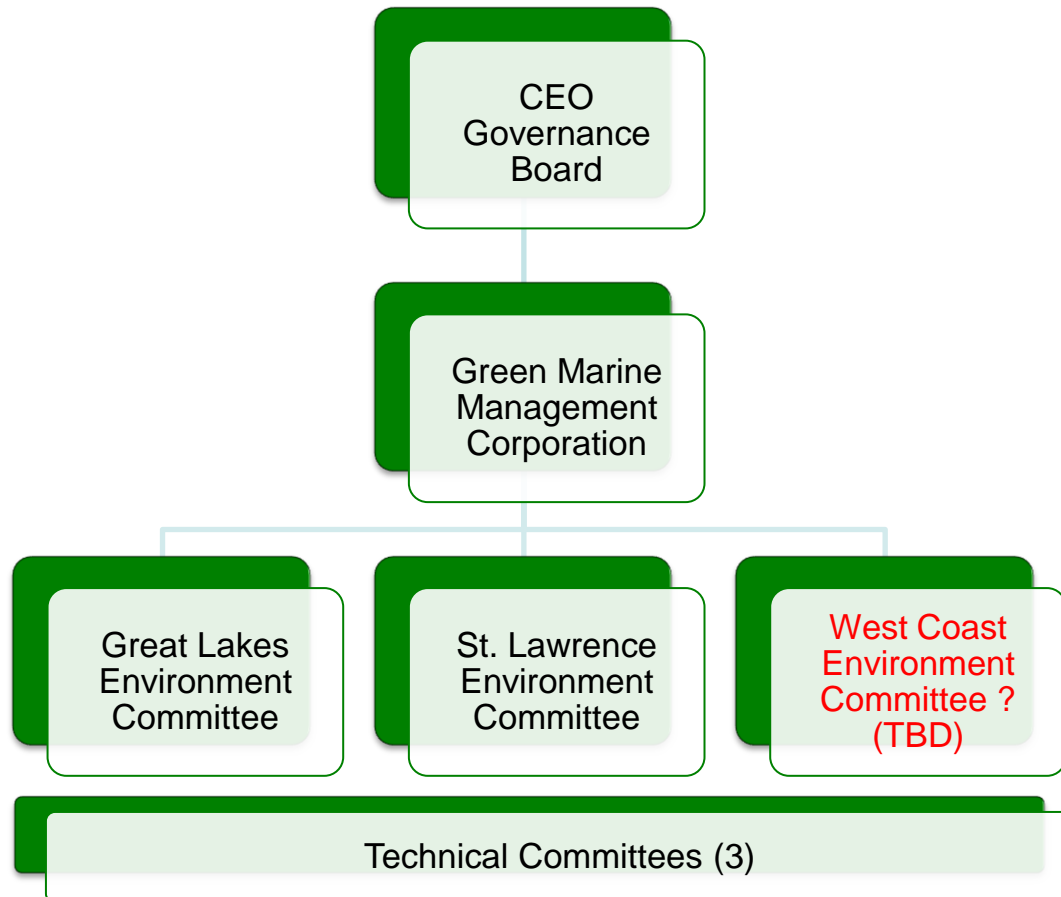 CEO
Governance
Board
Green Marine
Management
Corporation
Great Lakes
Environment
Committee
St. Lawrence
Environment
Committee
West Coast
Environment
Committee ?
(TBD)
Technical Committees (3)